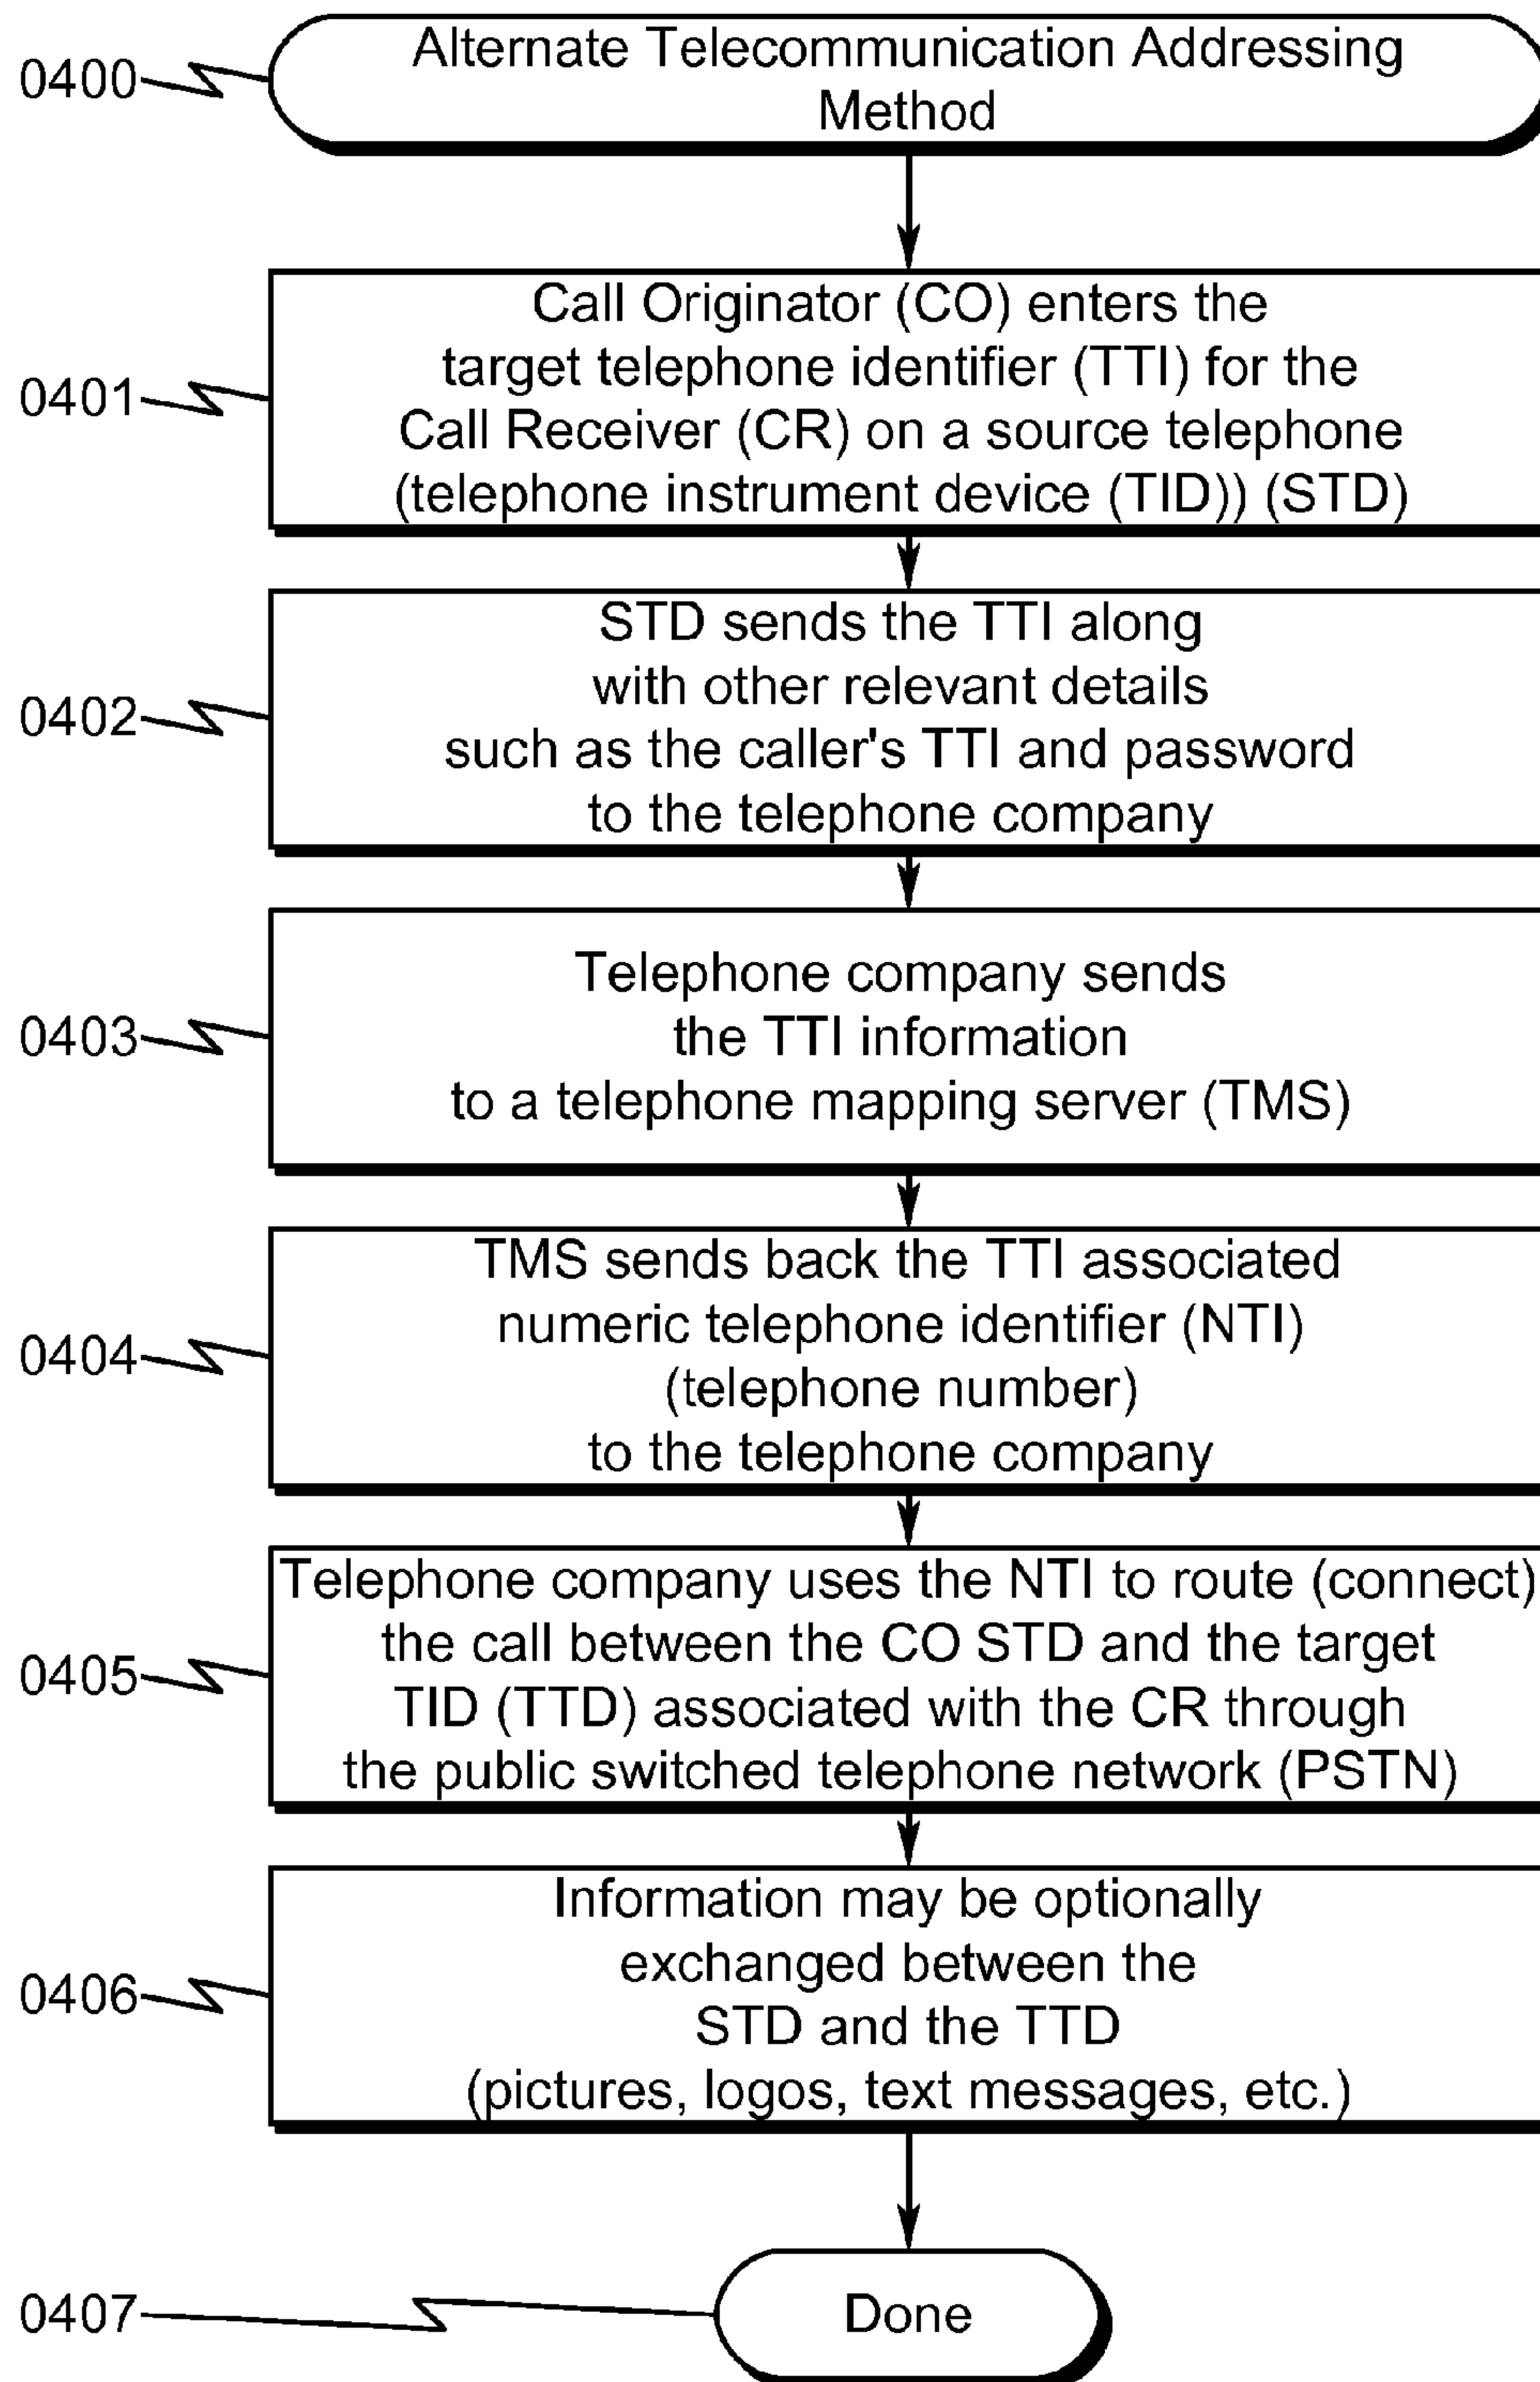 Alternate Telecommunication Addressing
Method
0400
Call Originator (CO) enters the
target telephone identifier (TTI) for the
Call Receiver (CR) on a source telephone
(telephone instrument device (TID)) (STD)
0401
STD sends the TTI along
with other relevant details
such as the caller's TTI and password
to the telephone company
0402
Telephone company sends
the TTI information
to a telephone mapping server (TMS)
0403
TMS sends back the TTI associated
numeric telephone identifier (NTI)
(telephone number)
to the telephone company
0404
Telephone company uses the NTI to route (connect)
the call between the CO STD and the target
TID (TTD) associated with the CR through
the public switched telephone network (PSTN)
0405
Information may be optionally
exchanged between the
STD and the TTD
(pictures, logos, text messages, etc.)
0406
Done
0407